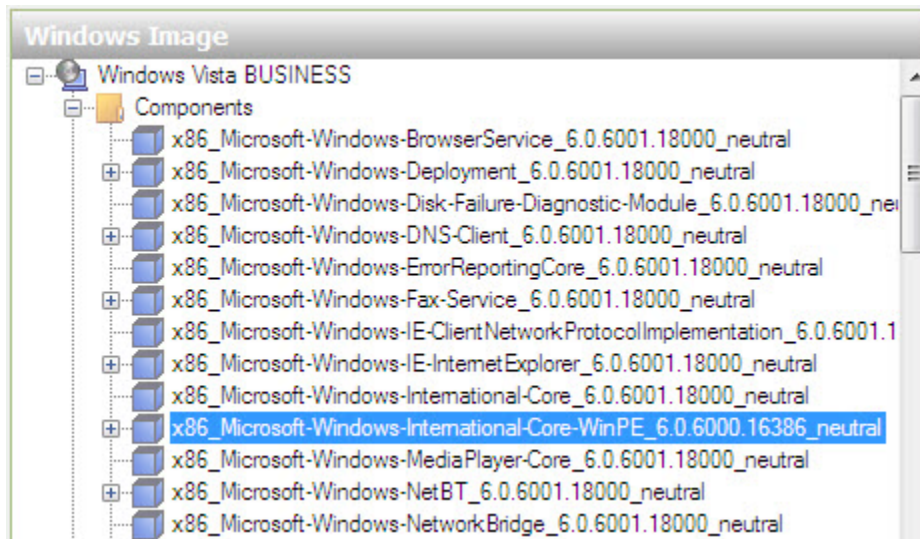 Windows Image
Windows Vista BUSINESS
Components
x86_Microsoft-Windows-BrowserService_6.0.6001.18000_neutral
x86_Microsoft-Windows-Deployment_6.0.6001.18000_neutral
x86_Microsoft-Windows-Disk-Failure-Diagnostic-Module_6.0.6001.18000_neu
x86_Microsoft-Windows-DNS-Client_6.0.6001.18000_neutral
x86_Microsoft-Windows-ErrorReportingCore_6.0.6001.18000_neutral
x86_Microsoft-Windows-Fax-Service_6.0.6001.18000_neutral
x86_Microsoft-Windows-IE-ClientNetworkProtocolImplementation_6.0.6001.1
x86_Microsoft-Windows-IE-InternetExplorer_6.0.6001.18000_neutral
x86_Microsoft-Windows-International-Core_6.0.6001.18000_neutral
x86_Microsoft-Windows-International-Core-WinPE_6.0.6000.16386_neutral
x86_Microsoft-Windows-MediaPlayer-Core_6.0.6001.18000_neutral
x86_Microsoft-Windows-NetBT_6.0.6001.18000_neutral
x86_Microsoft-Windows-NetworkBridge_6.0.6001.18000_neutral